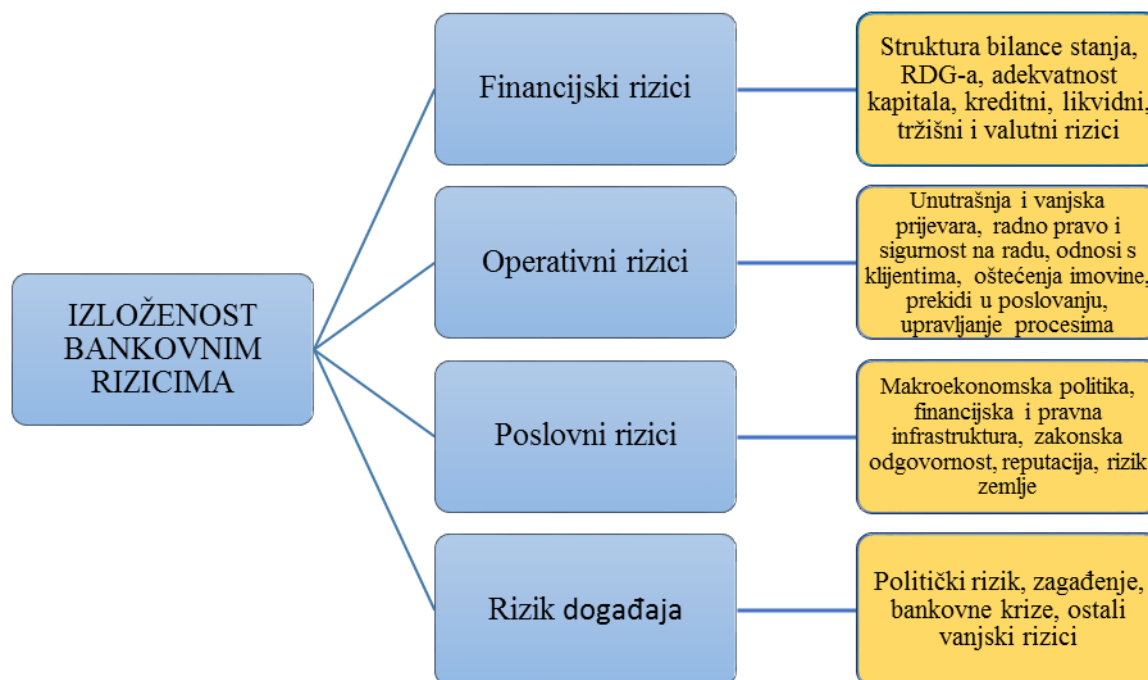 IZLOŽENOST
BANKOVNIM
RIZICIMA
Financijski rizici
Struktura bilance stanja,
RDG-a, adekvatnost
kapitala, kreditni, likvidni,
tržišni i valutni rizici
Operativni rizici
Unutrašnja i vanjska
prijevara, radno pravo i
sigurnost na radu, odnosi s
klijentima, oštećenja imovine,
prekidi u poslovanju,
upravljanje procesima
Poslovni rizici
Makroekonomska politika,
financijska i pravna
infrastruktura, zakonska
odgovornost, reputacija, rizik
zemlje
Rizik događaja
Politički rizik, zagađenje,
bankovne krize, ostali
vanjski rizici